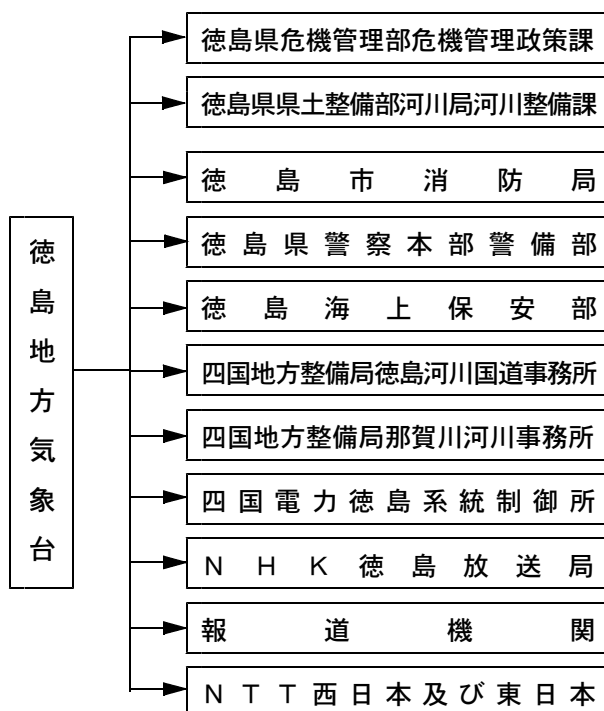 徳島地方気象台
徳島県危機管理部危機管理政策課
徳島県県土整備部河川局河川整備課
徳島市消防局
徳島県警察本部警備部
徳島海上保安部
四国地方整備局徳島河川国道事務所
四国地方整備局那賀川河川事務所
四国電力徳島系統制御所
ＮＨＫ徳島放送局
報道機関
ＮＴＴ西日本及び東日本